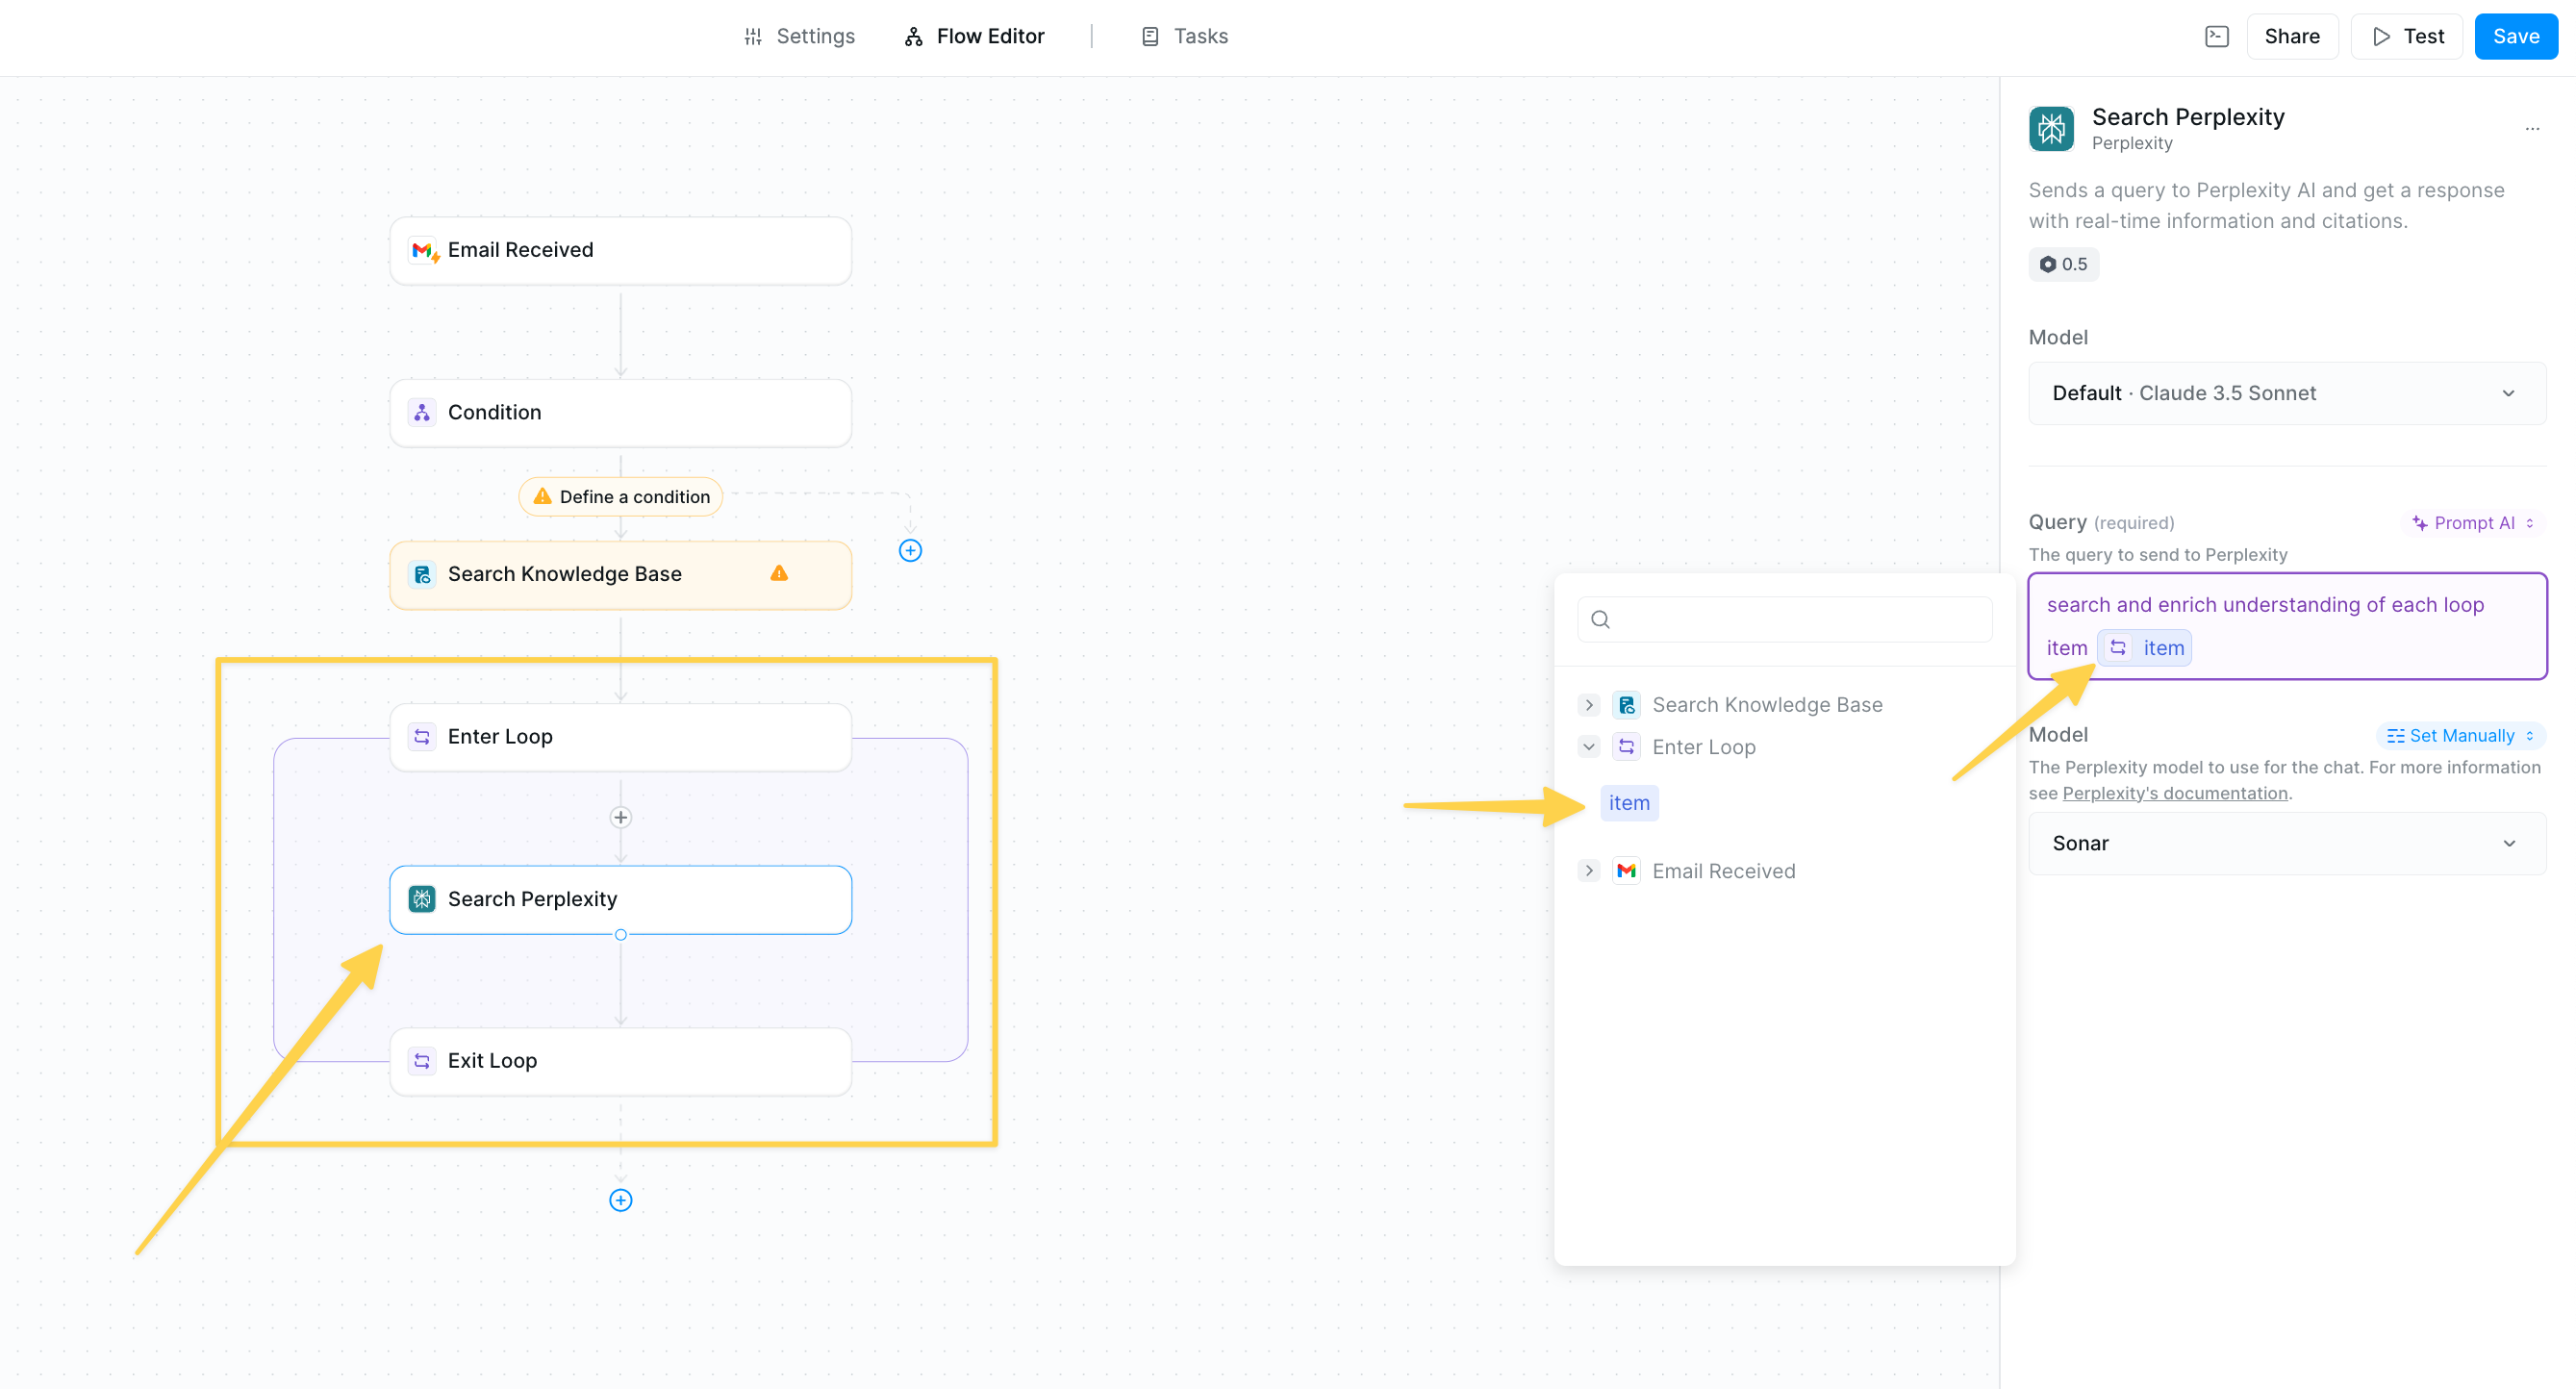 Settings
Flow Editor
Tasks
Share
Test
Save
Email Received
Condition
Define a condition
Search Knowledge Base
Enter Loop
Search Perplexity
Exit Loop
Search Knowledge Base
Enter Loop
item
Email Received
Search Perplexity
Perplexity
Sends a query to Perplexity AI and get a response
with real-time information and citations.
0.5
Model
Default · Claude 3.5 Sonnet
Query (required)
Prompt AI
The query to send to Perplexity
search and enrich understanding of each loop
item item
Model
Set Manually
The Perplexity model to use for the chat. For more information
see Perplexity's documentation.
Sonar